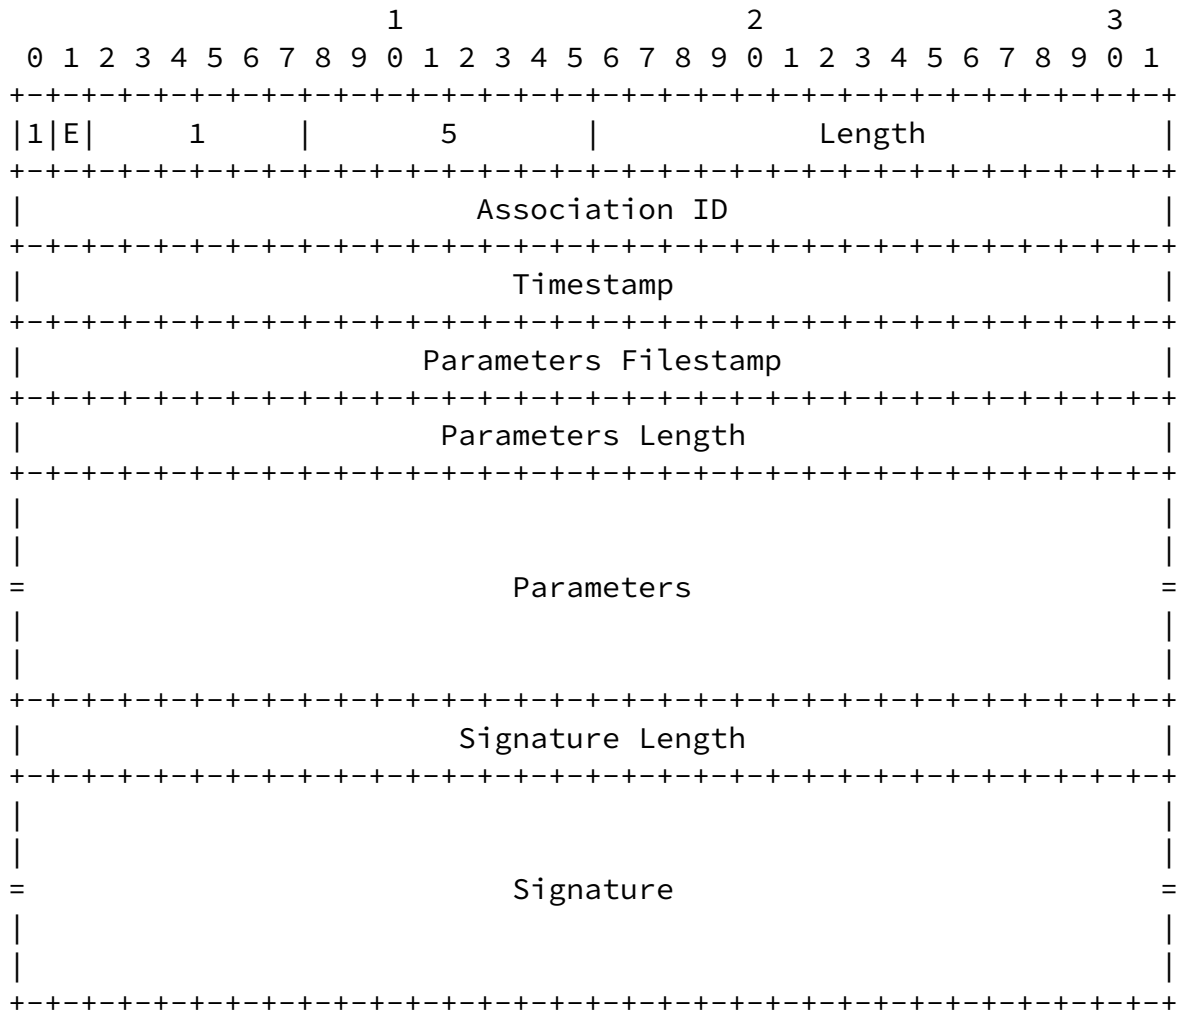 1                   2                   3
 0 1 2 3 4 5 6 7 8 9 0 1 2 3 4 5 6 7 8 9 0 1 2 3 4 5 6 7 8 9 0 1
+-+-+-+-+-+-+-+-+-+-+-+-+-+-+-+-+-+-+-+-+-+-+-+-+-+-+-+-+-+-+-+-+
|1|E|     1     |       5       |            Length             |
+-+-+-+-+-+-+-+-+-+-+-+-+-+-+-+-+-+-+-+-+-+-+-+-+-+-+-+-+-+-+-+-+
|                         Association ID                        |
+-+-+-+-+-+-+-+-+-+-+-+-+-+-+-+-+-+-+-+-+-+-+-+-+-+-+-+-+-+-+-+-+
|                           Timestamp                           |
+-+-+-+-+-+-+-+-+-+-+-+-+-+-+-+-+-+-+-+-+-+-+-+-+-+-+-+-+-+-+-+-+
|                      Parameters Filestamp                     |
+-+-+-+-+-+-+-+-+-+-+-+-+-+-+-+-+-+-+-+-+-+-+-+-+-+-+-+-+-+-+-+-+
|                       Parameters Length                       |
+-+-+-+-+-+-+-+-+-+-+-+-+-+-+-+-+-+-+-+-+-+-+-+-+-+-+-+-+-+-+-+-+
|                                                               |
|                                                               |
=                           Parameters                          =
|                                                               |
|                                                               |
+-+-+-+-+-+-+-+-+-+-+-+-+-+-+-+-+-+-+-+-+-+-+-+-+-+-+-+-+-+-+-+-+
|                        Signature Length                       |
+-+-+-+-+-+-+-+-+-+-+-+-+-+-+-+-+-+-+-+-+-+-+-+-+-+-+-+-+-+-+-+-+
|                                                               |
|                                                               |
=                           Signature                           =
|                                                               |
|                                                               |
+-+-+-+-+-+-+-+-+-+-+-+-+-+-+-+-+-+-+-+-+-+-+-+-+-+-+-+-+-+-+-+-+